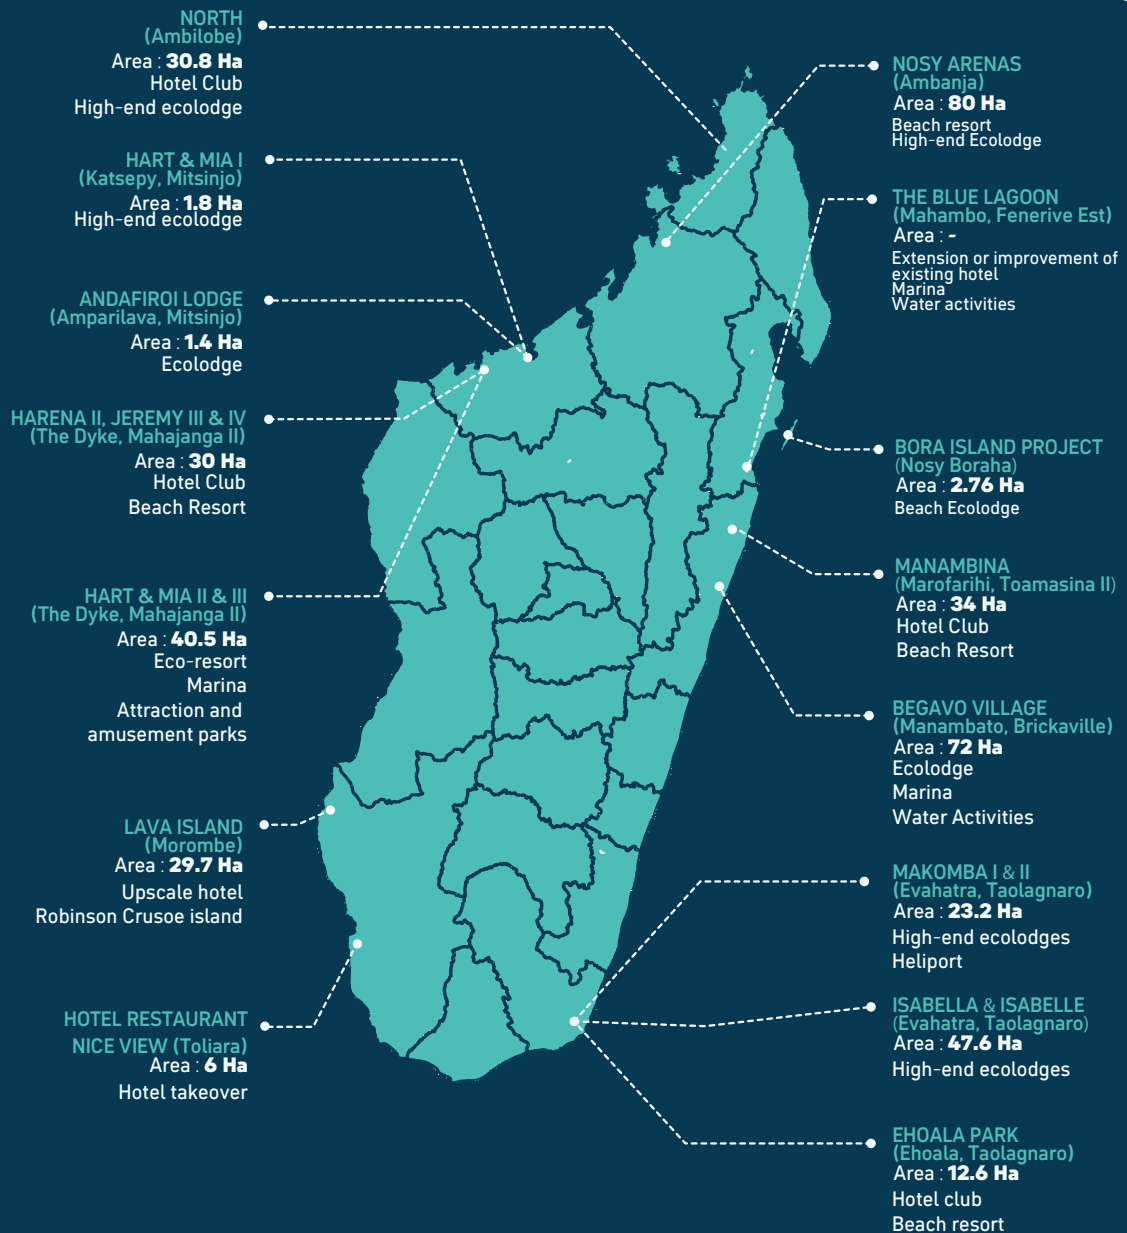 NORTH
(Ambilobe)
Area : 30.8 Ha
Hotel Club
High-end ecolodge
HART & MIA I
(Katsepy, Mitsinjo)
Area : 1.8 Ha
High-end ecolodge
ANDAFIROI LODGE
(Amparilava, Mitsinjo)
Area : 1.4 Ha
Ecolodge
HARENA II, JEREMY III & IV
(The Dyke, Mahajanga II)
Area : 30 Ha
Hotel Club
Beach Resort
HART & MIA II & III
(The Dyke, Mahajanga II)
Area : 40.5 Ha
Eco-resort
Marina
Attraction and
amusement parks
LAVA ISLAND
(Morombe)
Area : 29.7 Ha
Upscale hotel
Robinson Crusoe island
HOTEL RESTAURANT
NICE VIEW (Toliara)
Area : 6 Ha
Hotel takeover
NOSY ARENAS
(Ambanja)
Area : 80 Ha
Beach resort
High-end Ecolodge
THE BLUE LAGOON
(Mahambo, Fenerive Est)
Area : -
Extension or improvement of
existing hotel
Marina
Water activities
BORA ISLAND PROJECT
(Nosy Boraha)
Area : 2.76 Ha
Beach Ecolodge
MANAMBINA
(Marofarihi, Toamasina II)
Area : 34 Ha
Hotel Club
Beach Resort
BEGAVO VILLAGE
(Manambato, Brickaville)
Area : 72 Ha
Ecolodge
Marina
Water Activities
MAKOMBA I & II
(Evahatra, Taolagnaro)
Area : 23.2 Ha
High-end ecolodges
Heliport
ISABELLA & ISABELLE
(Evahatra, Taolagnaro)
Area : 47.6 Ha
High-end ecolodges
EHOALA PARK
(Ehoala, Taolagnaro)
Area : 12.6 Ha
Hotel club
Beach resort